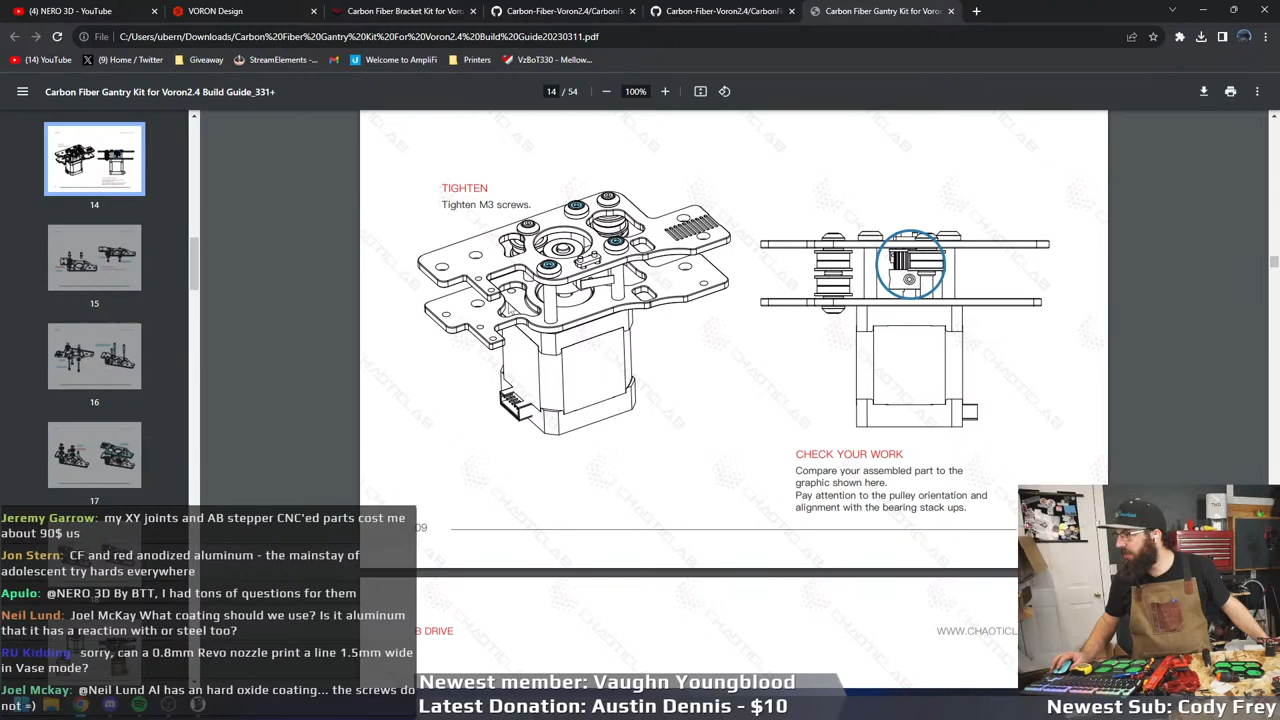 (4) NERO 3D - YouTube
VORON Design
Carbon Fiber Bracket Kit for Voro
Carbon-Fiber-Voron2.4/CarbonFi
Carbon-Fiber-Voron2.4/CarbonFi
Carbon Fiber Gantry Kit for Voron
File
C:/Users/ubern/Downloads/Carbon%20Fiber%20Gantry%20Kit%20For%20Voron2.4%20Build%20Guide20230311.pdf
(14) YouTube
(9) Home / Twitter
Giveaway
StreamElements -...
Welcome to AmpliFi
Printers
VzBoT330 - Mellow...
Carbon Fiber Gantry Kit for Voron2.4 Build Guide_331+
14 / 54
100%
14
15
16
17
TIGHTEN
Tighten M3 screws.
CHECK YOUR WORK
Compare your assembled part to the
graphic shown here.
Pay attention to the pulley orientation and
alignment with the bearing stack ups.
09
B DRIVE
WWW.CHAOTICL
CHAOTICLAB
Jeremy Garrow: my XY joints and AB stepper CNC'ed parts cost me
about 90$ us
Jon Stern: CF and red anodized aluminum - the mainstay of
adolescent try hards everywhere
Apulo: @NERO 3D By BTT, I had tons of questions for them
Neil Lund: Joel McKay What coating should we use? Is it aluminum
that it has a reaction with or steel too?
RU Kidding: sorry, can a 0.8mm Revo nozzle print a line 1.5mm wide
in Vase mode?
Joel Mckay: @Neil Lund Al has an hard oxide coating... the screws do
not =)
Newest member: Vaughn Youngblood
Latest Donation: Austin Dennis - $10
Newest Sub: Cody Frey